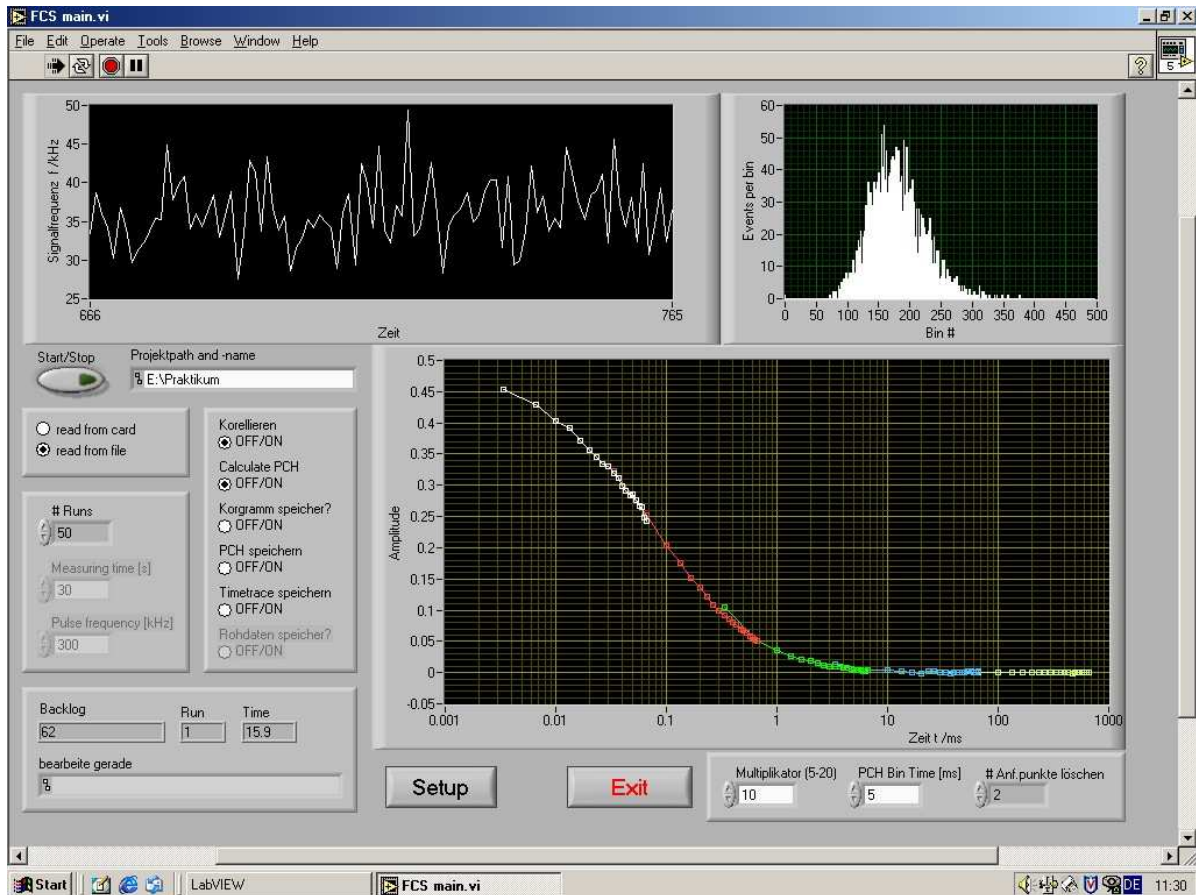 FCS main.vi
File Edit Operate Tools Browse Window Help
5
50
45
40
35
30
25
Signalfrequenz f /kHz
666
765
Zeit
60
50
40
30
20
10
0
Events per bin
0 50 100 150 200 250 300 350 400 450 500
Bin #
Start/Stop
Projektpath and -name
E:\Praktikum
read from card
read from file
Korellieren
OFF/ON
Calculate PCH
OFF/ON
Korgramm speicher?
OFF/ON
PCH speichern
OFF/ON
Timetrace speichern
OFF/ON
Rohdaten speicher?
OFF/ON
# Runs
50
Measuring time [s]
30
Pulse frequency [kHz]
300
0.5
0.45
0.4
0.35
0.3
0.25
0.2
0.15
0.1
0.05
0
-0.05
Amplitude
0.001 0.01 0.1 1 10 100 1000
Zeit t /ms
Backlog Run Time
62 1 15.9
bearbeite gerade
Setup
Exit
Multiplikator (5-20) PCH Bin Time [ms] # Anf.punkte löschen
10 5 2
Start LabVIEW FCS main.vi DE 11:30